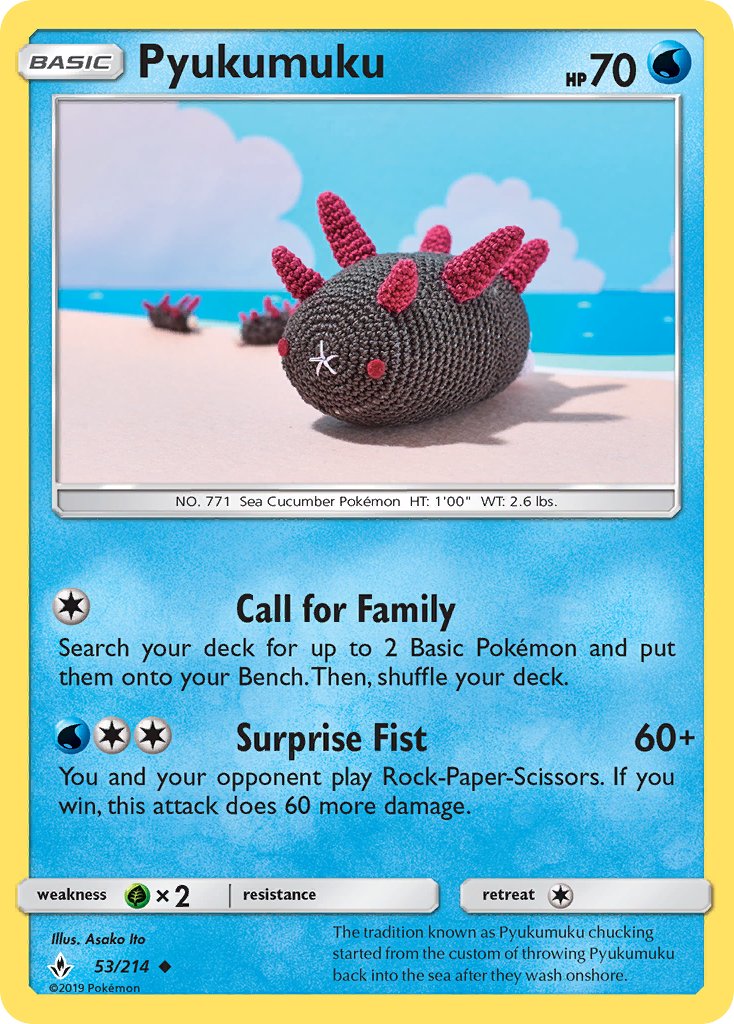 BASIC Pyukumuku HP 70
NO. 771 Sea Cucumber Pokémon HT: 1'00" WT: 2.6 lbs.
Call for Family
Search your deck for up to 2 Basic Pokémon and put
them onto your Bench. Then, shuffle your deck.
Surprise Fist 60+
You and your opponent play Rock-Paper-Scissors. If you
win, this attack does 60 more damage.
weakness ×2 resistance retreat
Illus. Asako Ito
53/214
©2019 Pokémon
The tradition known as Pyukumuku chucking
started from the custom of throwing Pyukumuku
back into the sea after they wash onshore.